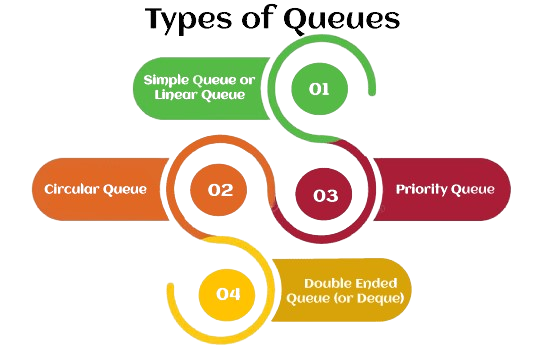 Types of Queues
Simple Queue or
Linear Queue
01
Circular Queue
02
03
Priority Queue
04
Double Ended
Queue (or Deque)